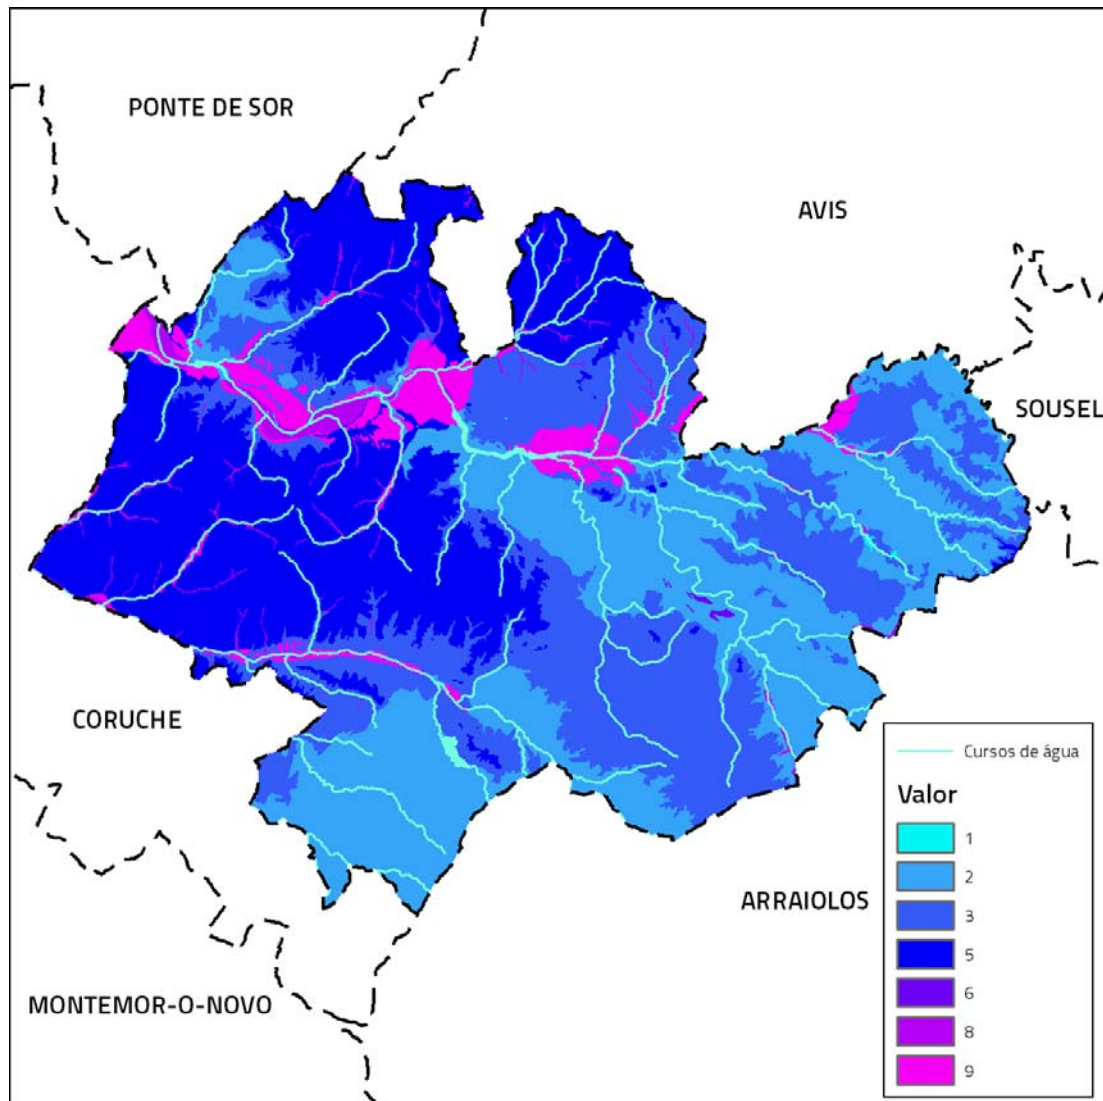 PONTE DE SOR
AVIS
SOUSEL
CORUCHE
ARRAIOLOS
MONTEMOR-O-NOVO
Cursos de água
Valor
1
2
3
5
6
8
9